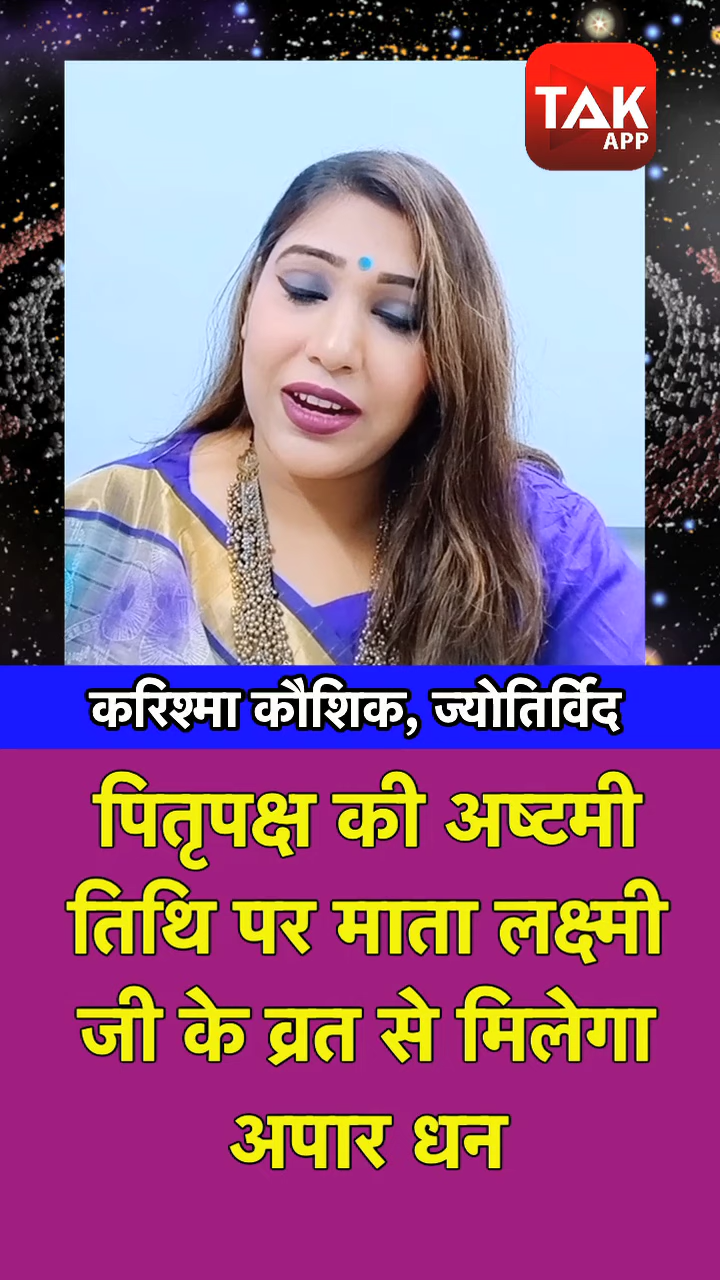 TAK
APP
करिश्मा कौशिक, ज्योतिर्विद
पितृपक्ष की अष्टमी
तिथि पर माता लक्ष्मी
जी के व्रत से मिलेगा
अपार धन